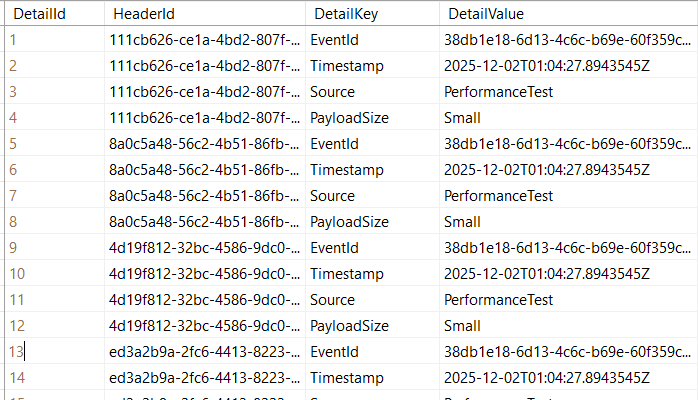 DetailId HeaderId DetailKey DetailValue
1 111cb626-ce1a-4bd2-807f-... EventId 38db1e18-6d13-4c6c-b69e-60f359c...
2 111cb626-ce1a-4bd2-807f-... Timestamp 2025-12-02T01:04:27.8943545Z
3 111cb626-ce1a-4bd2-807f-... Source PerformanceTest
4 111cb626-ce1a-4bd2-807f-... PayloadSize Small
5 8a0c5a48-56c2-4b51-86fb-... EventId 38db1e18-6d13-4c6c-b69e-60f359c...
6 8a0c5a48-56c2-4b51-86fb-... Timestamp 2025-12-02T01:04:27.8943545Z
7 8a0c5a48-56c2-4b51-86fb-... Source PerformanceTest
8 8a0c5a48-56c2-4b51-86fb-... PayloadSize Small
9 4d19f812-32bc-4586-9dc0-... EventId 38db1e18-6d13-4c6c-b69e-60f359c...
10 4d19f812-32bc-4586-9dc0-... Timestamp 2025-12-02T01:04:27.8943545Z
11 4d19f812-32bc-4586-9dc0-... Source PerformanceTest
12 4d19f812-32bc-4586-9dc0-... PayloadSize Small
13 ed3a2b9a-2fc6-4413-8223-... EventId 38db1e18-6d13-4c6c-b69e-60f359c...
14 ed3a2b9a-2fc6-4413-8223-... Timestamp 2025-12-02T01:04:27.8943545Z